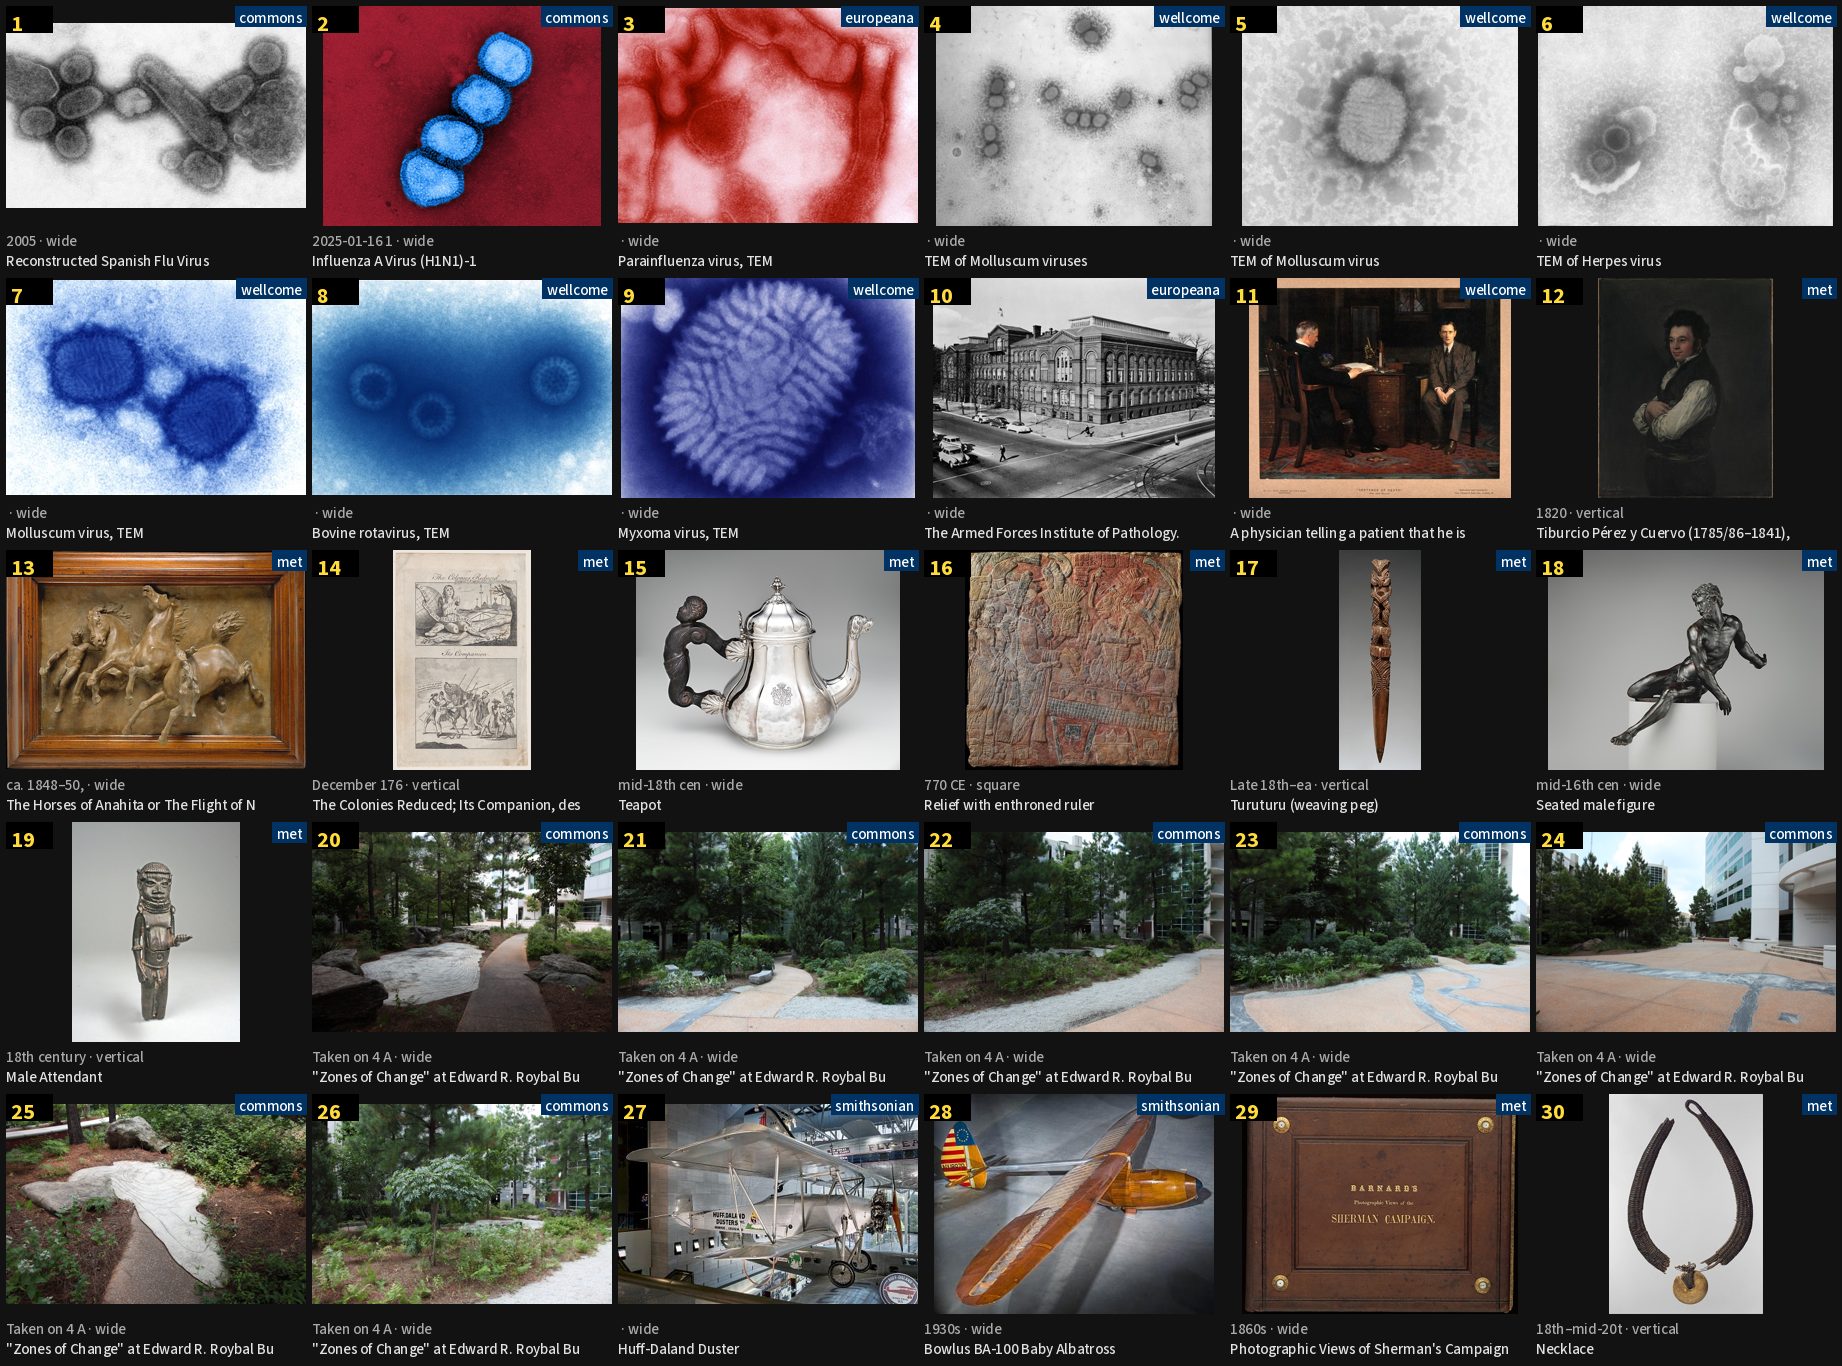 1 commons
2005 · wide
Reconstructed Spanish Flu Virus
2 commons
2025-01-16 1 · wide
Influenza A Virus (H1N1)-1
3 europeana
· wide
Parainfluenza virus, TEM
4 wellcome
· wide
TEM of Molluscum viruses
5 wellcome
· wide
TEM of Molluscum virus
6 wellcome
· wide
TEM of Herpes virus
7 wellcome
· wide
Molluscum virus, TEM
8 wellcome
· wide
Bovine rotavirus, TEM
9 wellcome
· wide
Myxoma virus, TEM
10 europeana
· wide
The Armed Forces Institute of Pathology.
11 wellcome
· wide
A physician telling a patient that he is
12 met
1820 · vertical
Tiburcio Pérez y Cuervo (1785/86–1841),
13 met
ca. 1848–50, · wide
The Horses of Anahita or The Flight of N
14 met
The Colonies Reduced.
Its Companion.
December 176 · vertical
The Colonies Reduced; Its Companion, des
15 met
mid-18th cen · wide
Teapot
16 met
770 CE · square
Relief with enthroned ruler
17 met
Late 18th–ea · vertical
Turuturu (weaving peg)
18 met
mid-16th cen · wide
Seated male figure
19 met
18th century · vertical
Male Attendant
20 commons
Taken on 4 A · wide
"Zones of Change" at Edward R. Roybal Bu
21 commons
Taken on 4 A · wide
"Zones of Change" at Edward R. Roybal Bu
22 commons
Taken on 4 A · wide
"Zones of Change" at Edward R. Roybal Bu
23 commons
Taken on 4 A · wide
"Zones of Change" at Edward R. Roybal Bu
24 commons
Taken on 4 A · wide
"Zones of Change" at Edward R. Roybal Bu
25 commons
Taken on 4 A · wide
"Zones of Change" at Edward R. Roybal Bu
26 commons
Taken on 4 A · wide
"Zones of Change" at Edward R. Roybal Bu
27 smithsonian
HUFF-DALAND
DUSTERS
· wide
Huff-Daland Duster
28 smithsonian
1930s · wide
Bowlus BA-100 Baby Albatross
29 met
BARNARD'S
Photographic Views of the
SHERMAN CAMPAIGN.
1860s · wide
Photographic Views of Sherman's Campaign
30 met
18th–mid-20t · vertical
Necklace